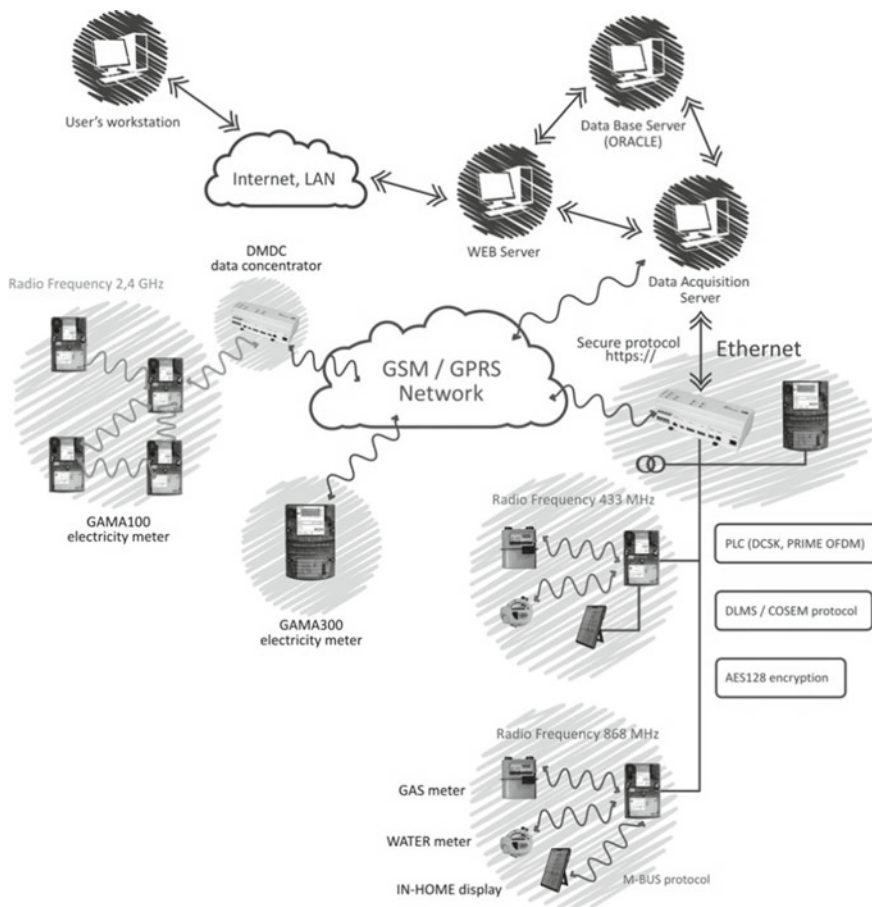 User's workstation
Data Base Server
(ORACLE)
Internet, LAN
WEB Server
DMDC
data concentrator
Radio Frequency 2,4 GHz
Data Acquisition
Server
Secure protocol
https://
Ethernet
GSM / GPRS
Network
Radio Frequency 433 MHz
GAMA100
electricity meter
PLC (DCSK, PRIME OFDM)
GAMA300
electricity meter
DLMS / COSEM protocol
AES128 encryption
Radio Frequency 868 MHz
GAS meter
WATER meter
M-BUS protocol
IN-HOME display